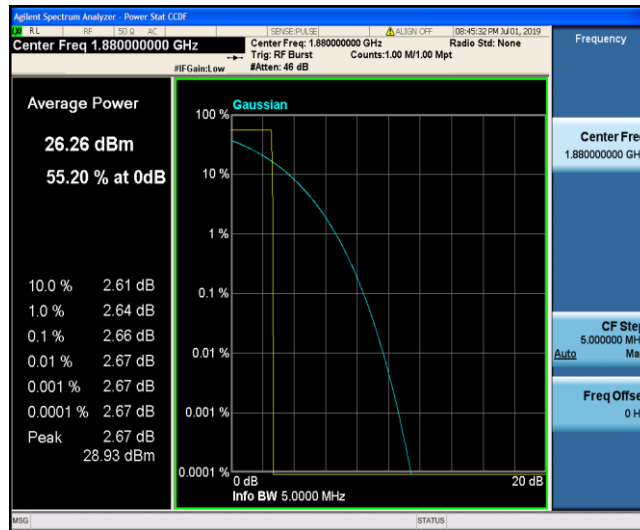 Agilent Spectrum Analyzer - Power Stat CCDF
RL RF 50 Ω AC SENSE:PULSE ALIGN OFF 08:45:32 PM Jul 01, 2019
Center Freq 1.880000000 GHz
Center Freq: 1.880000000 GHz Radio Std: None
Trig: RF Burst Counts:1.00 M/1.00 Mpt
#IFGain:Low #Atten: 46 dB
Frequency
Average Power
26.26 dBm
55.20 % at 0dB
10.0 % 2.61 dB
1.0 % 2.64 dB
0.1 % 2.66 dB
0.01 % 2.67 dB
0.001 % 2.67 dB
0.0001 % 2.67 dB
Peak 2.67 dB
28.93 dBm
Gaussian
100 %
10 %
1 %
0.1 %
0.01 %
0.001 %
0.0001 %
0 dB 20 dB
Info BW 5.0000 MHz
Center Fre
1.880000000 GH
CF Step
5.000000 MH
Auto Ma
Freq Offse
0 H
MSG STATUS